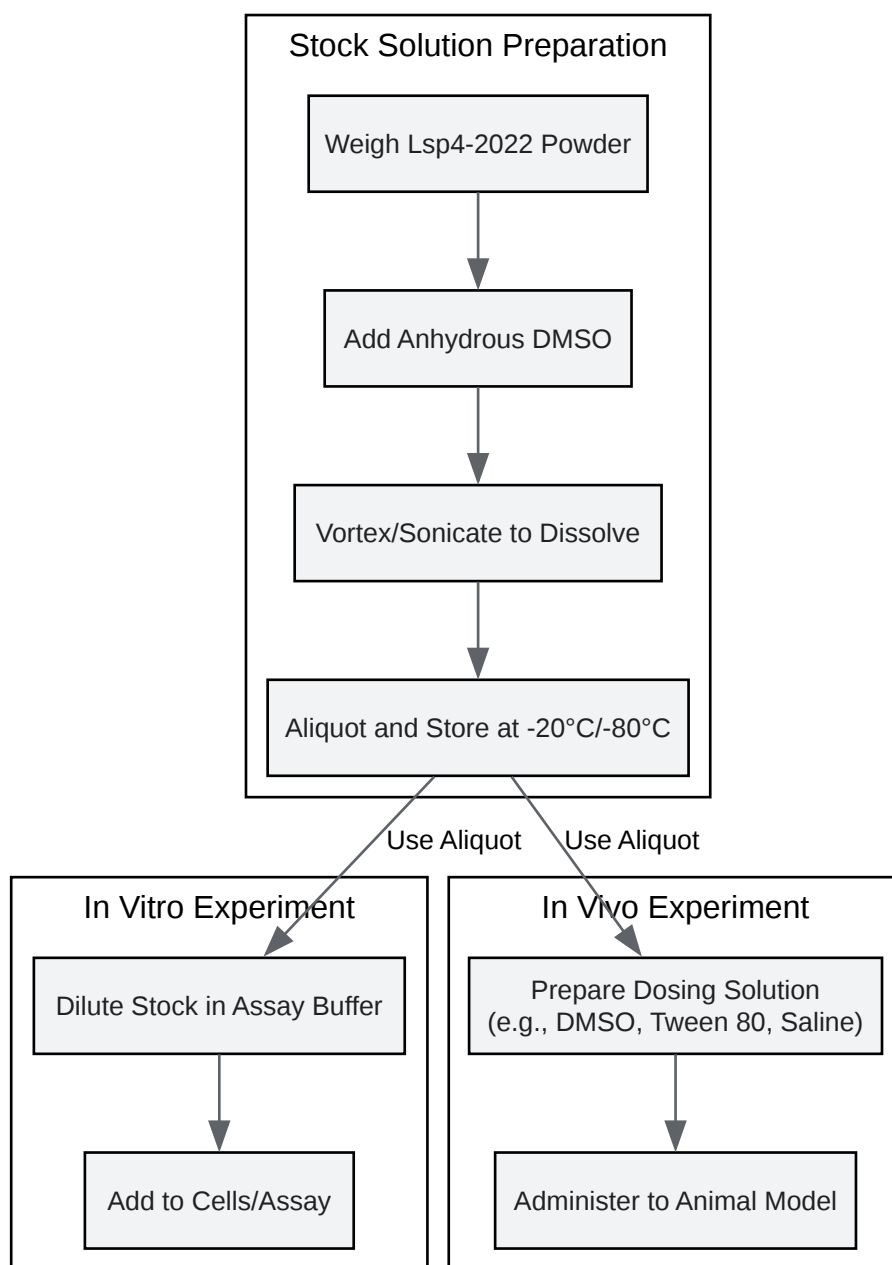 Stock Solution Preparation
Weigh Lsp4-2022 Powder
Add Anhydrous DMSO
Vortex/Sonicate to Dissolve
Aliquot and Store at -20°C/-80°C
Use Aliquot
Use Aliquot
In Vitro Experiment
Dilute Stock in Assay Buffer
Add to Cells/Assay
In Vivo Experiment
Prepare Dosing Solution
(e.g., DMSO, Tween 80, Saline)
Administer to Animal Model